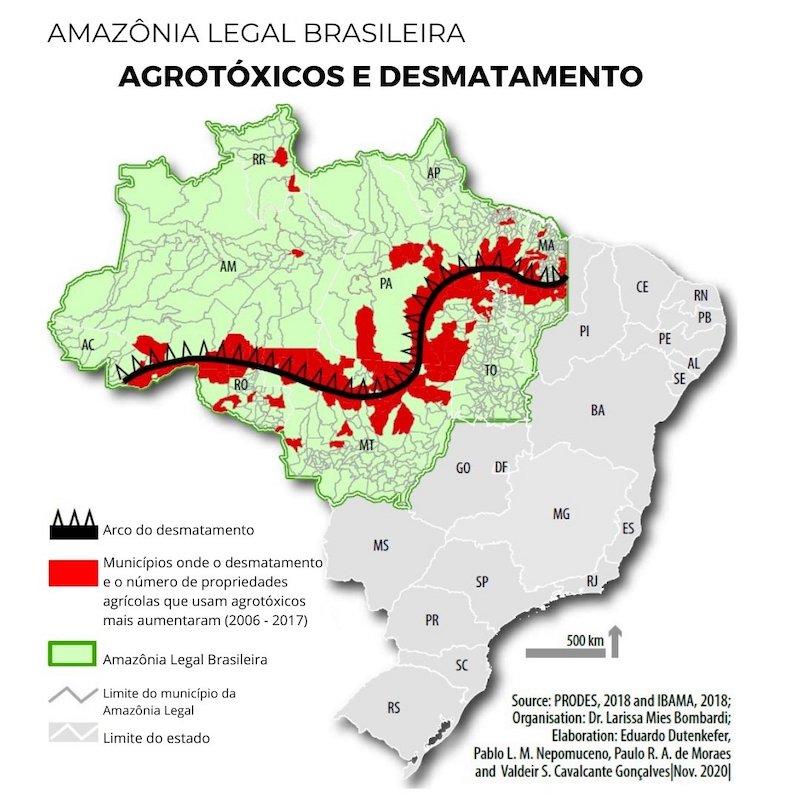 AMAZÔNIA LEGAL BRASILEIRA
AGROTÓXICOS E DESMATAMENTO
RR
AP
AM
PA
MA
CE
RN
PB
PI
PE
AC
AL
SE
RO
TO
BA
MT
GO
DF
MG
ES
MS
SP
RJ
PR
SC
RS
Arco do desmatamento
Municípios onde o desmatamento
e o número de propriedades
agrícolas que usam agrotóxicos
mais aumentaram (2006 - 2017)
Amazônia Legal Brasileira
Limite do município da
Amazônia Legal
Limite do estado
500 km
Source: PRODES, 2018 and IBAMA, 2018;
Organisation: Dr. Larissa Mies Bombardi;
Elaboration: Eduardo Dutenkefer,
Pablo L. M. Nepomuceno, Paulo R. A. de Moraes
and Valdeir S. Cavalcante Gonçalves|Nov. 2020|